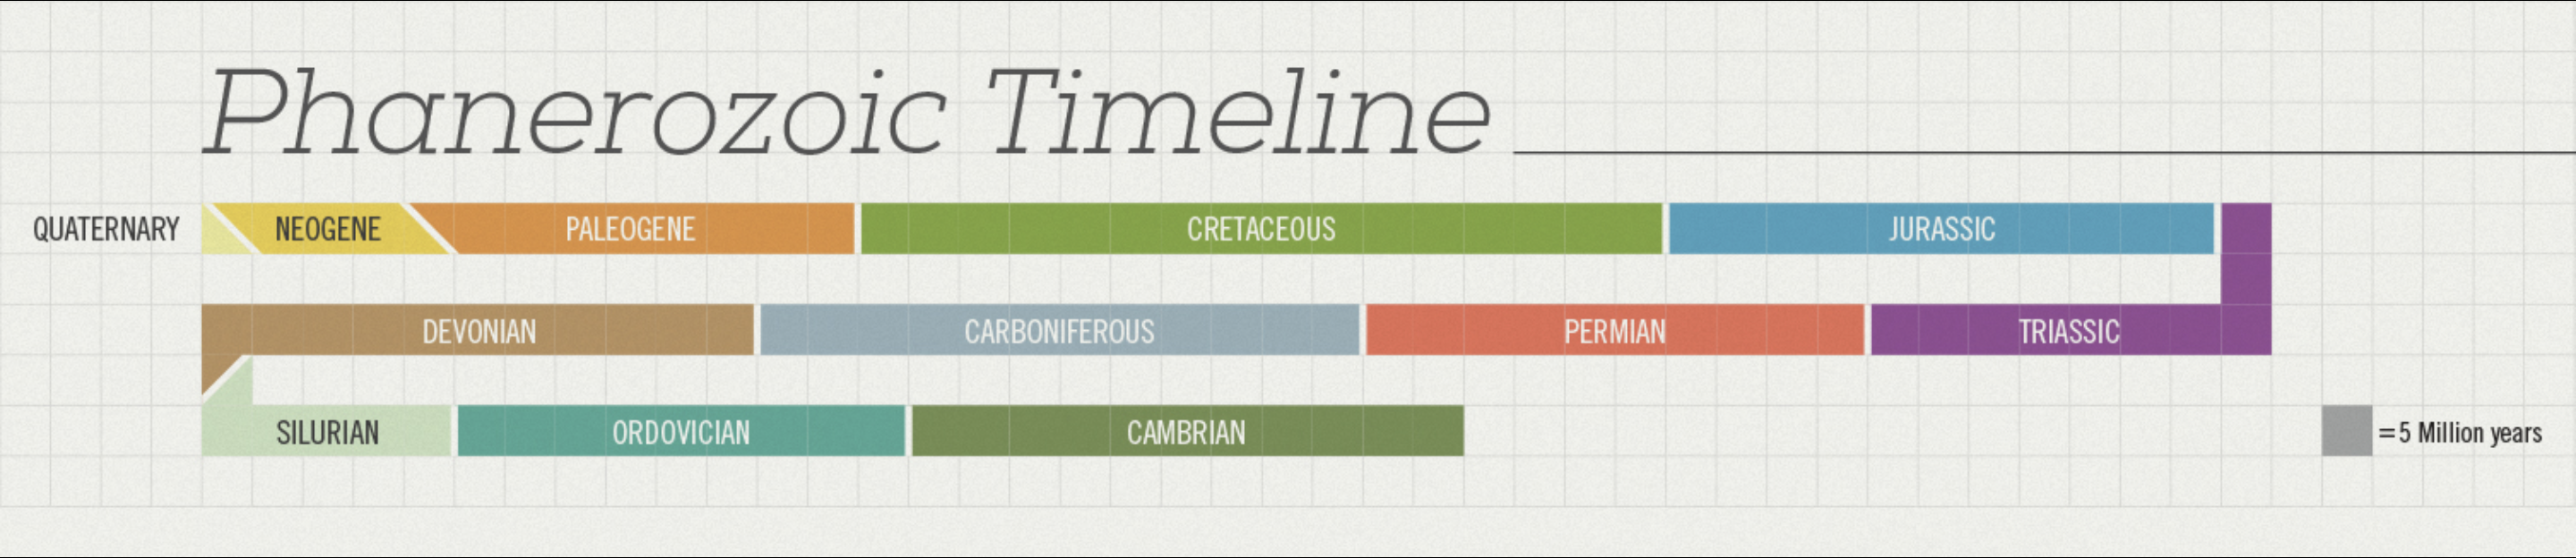 Phanerozoic Timeline
QUATERNARY NEOGENE PALEOGENE CRETACEOUS JURASSIC
DEVONIAN CARBONIFEROUS PERMIAN TRIASSIC
SILURIAN ORDOVICIAN CAMBRIAN = 5 Million years